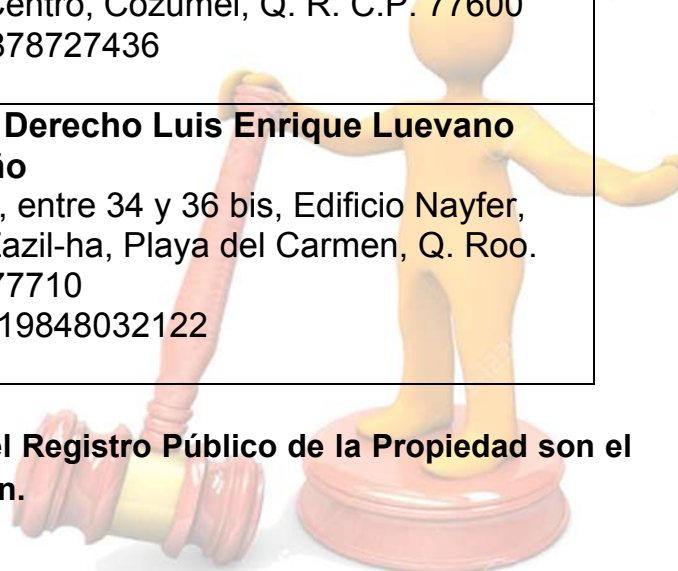 Centro, Cozumel, Q. R. C.P. 77600
878727436
Derecho Luis Enrique Luevano
ño
, entre 34 y 36 bis, Edificio Nayfer,
Zazil-ha, Playa del Carmen, Q. Roo.
77710
19848032122
el Registro Público de la Propiedad son el
n.